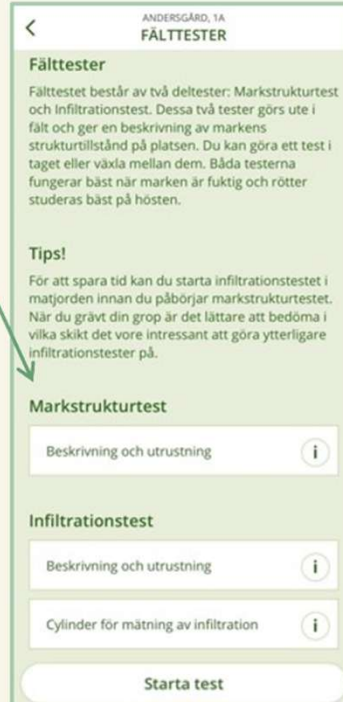 ANDERSGÅRD, 1A
FÄLTTESTER
Fälttester
Fälttestet består av två deltester: Markstrukturtest
och Infiltrationstest. Dessa två tester görs ute i
fält och ger en beskrivning av markens
strukturtillstånd på platsen. Du kan göra ett test i
taget eller växla mellan dem. Båda testerna
fungerar bäst när marken är fuktig och rötter
studeras bäst på hösten.
Tips!
För att spara tid kan du starta infiltrationstestet i
matjorden innan du påbörjar markstrukturtestet.
När du grävt din grop är det lättare att bedöma i
vilka skikt det vore intressant att göra ytterligare
infiltrationstester på.
Markstrukturtest
Beskrivning och utrustning
i
Infiltrationstest
Beskrivning och utrustning
i
Cylinder för mätning av infiltration
i
Starta test